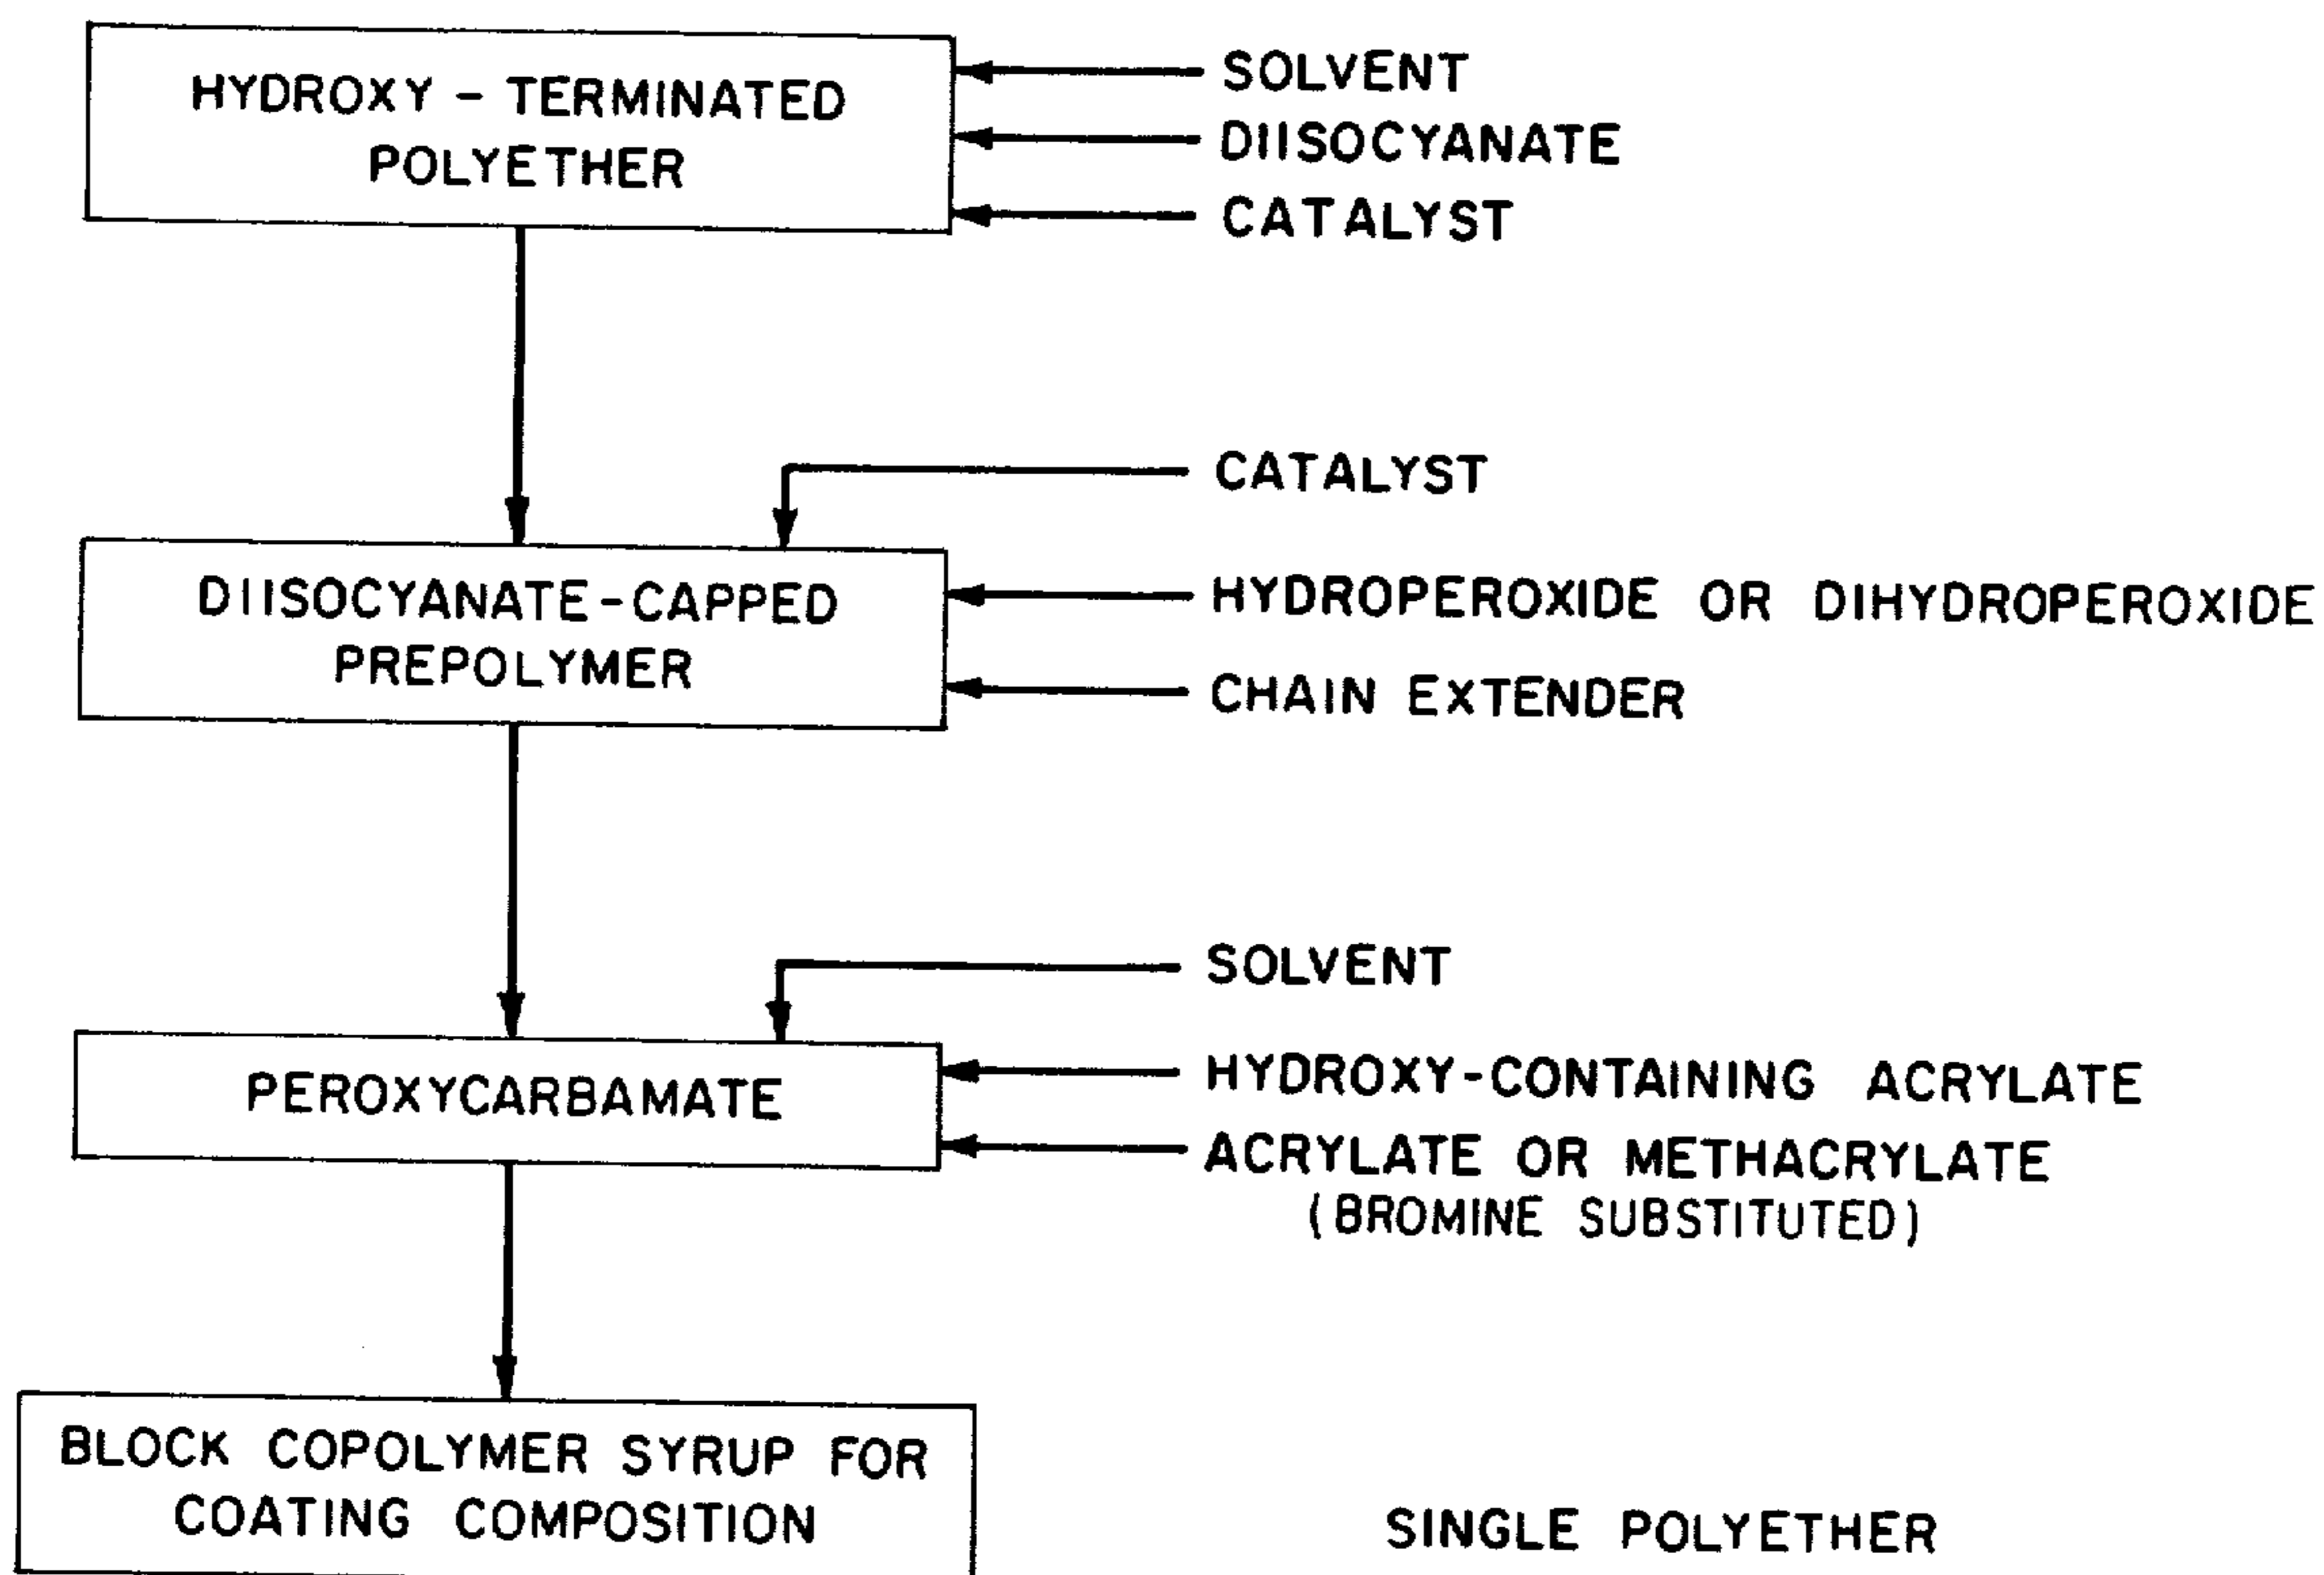 HYDROXY - TERMINATED
POLYETHER
SOLVENT
DIISOCYANATE
CATALYST
CATALYST
DIISOCYANATE-CAPPED
PREPOLYMER
HYDROPEROXIDE OR DIHYDROPEROXIDE
CHAIN EXTENDER
SOLVENT
PEROXYCARBAMATE
HYDROXY-CONTAINING ACRYLATE
ACRYLATE OR METHACRYLATE
(BROMINE SUBSTITUTED)
BLOCK COPOLYMER SYRUP FOR
COATING COMPOSITION
SINGLE POLYETHER